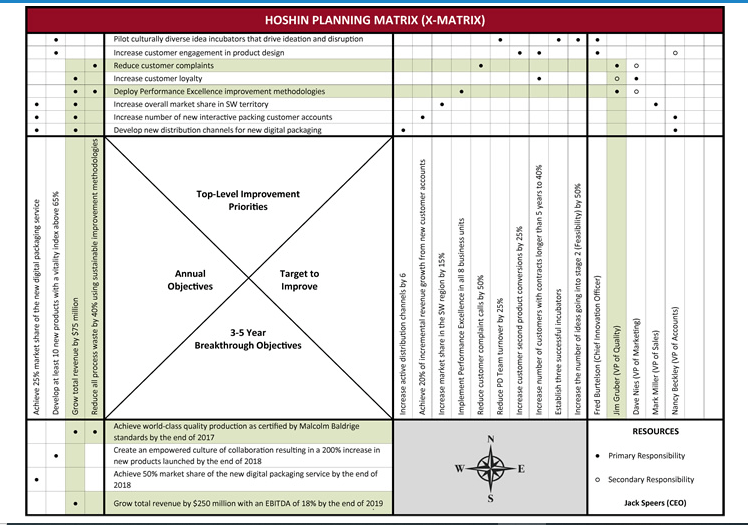 HOSHIN PLANNING MATRIX (X-MATRIX)
Pilot culturally diverse idea incubators that drive ideation and disruption
Increase customer engagement in product design
Reduce customer complaints
Increase customer loyalty
Deploy Performance Excellence improvement methodologies
Increase overall market share in SW territory
Increase number of new interactive packing customer accounts
Develop new distribution channels for new digital packaging
Achieve 25% market share of the new digital packaging service
Develop at least 10 new products with a vitality index above 65%
Grow total revenue by $75 million
Reduce all process waste by 40% using sustainable improvement methodologies
Top-Level Improvement
Priorities
Annual
Objectives
Target to
Improve
3-5 Year
Breakthrough Objectives
Increase active distribution channels by 6
Achieve 20% of incremental revenue growth from new customer accounts
Increase market share in the SW region by 15%
Implement Performance Excellence in all 8 business units
Reduce customer complaint calls by 50%
Reduce PD Team turnover by 25%
Increase customer second product conversions by 25%
Increase number of customers with contracts longer than 5 years to 40%
Establish three successful incubators
Increase the number of ideas going into stage 2 (Feasibility) by 50%
Fred Burtelson (Chief Innovation Officer)
Jim Gruber (VP of Quality)
Dave Nies (VP of Marketing)
Mark Miller (VP of Sales)
Nancy Beckley (VP of Accounts)
Achieve world-class quality production as certified by Malcolm Baldrige
standards by the end of 2017
Create an empowered culture of collaboration resulting in a 200% increase in
new products launched by the end of 2018
Achieve 50% market share of the new digital packaging service by the end of
2018
Grow total revenue by $250 million with an EBITDA of 18% by the end of 2019
N
W
E
S
RESOURCES
Primary Responsibility
Secondary Responsibility
Jack Speers (CEO)